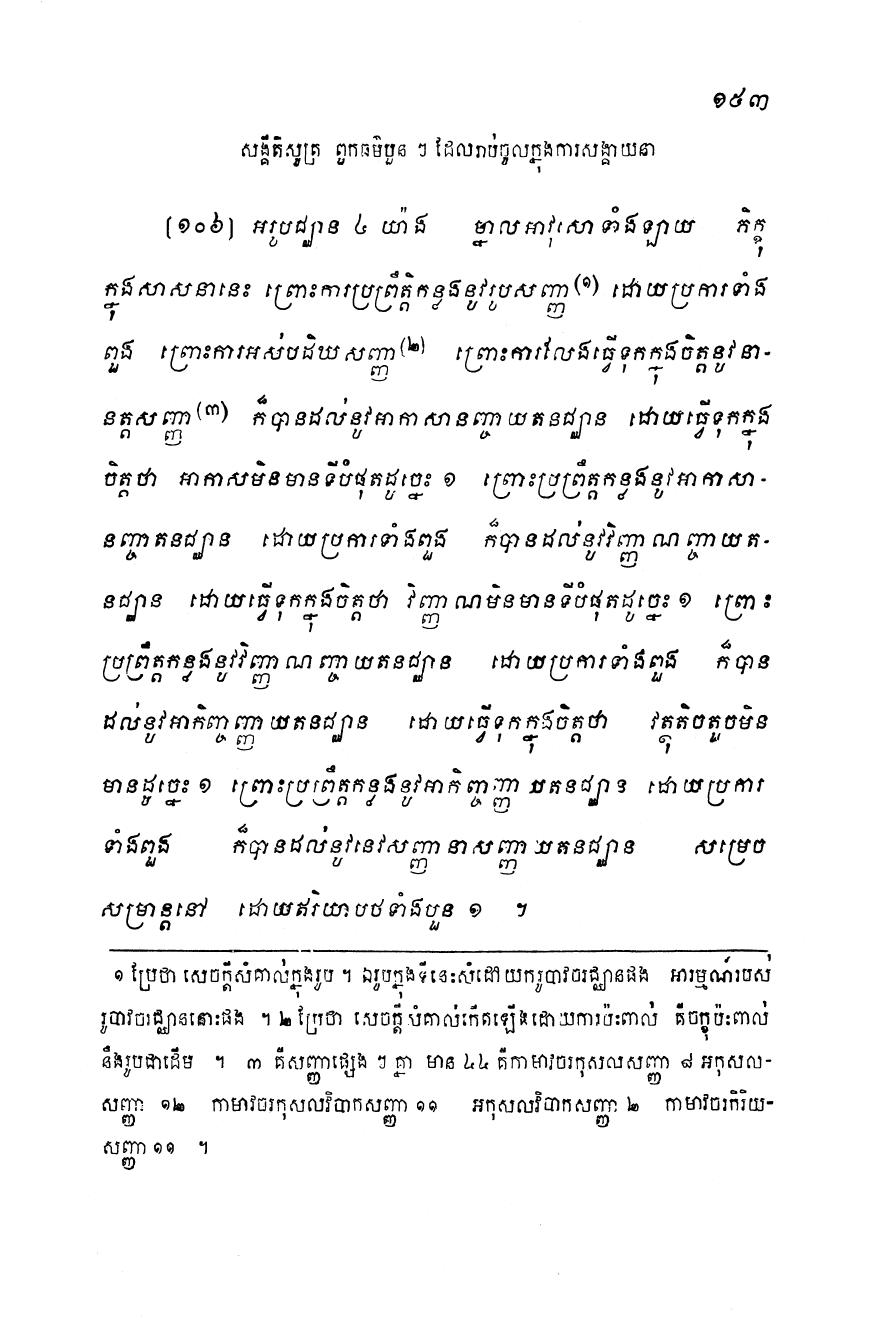 ១៥៣
សង្គីតិសូត្រ ពួកធម៌បួន ៗ ដែលរាប់ចូលក្នុងការសង្គាយនា
[១០៦] អរូបជ្ឈាន ៤ យ៉ាង ម្នាលអាវុសោទាំងឡាយ ភិក្ខុ
ក្នុងសាសនានេះ ព្រោះការប្រព្រឹត្តិកន្លងនូវរូបសញ្ញា(១) ដោយប្រការទាំង
ពួង ព្រោះការអស់បដិឃសញ្ញា(២) ព្រោះការលែងធ្វើទុកក្នុងចិត្តនូវនា-
នត្តសញ្ញា(៣) ក៏បានដល់នូវអាកាសានញ្ចាយតនជ្ឈាន ដោយធ្វើទុកក្នុង
ចិត្តថា អាកាសមិនមានទីបំផុតដូច្នេះ ១ ព្រោះប្រព្រឹត្តកន្លងនូវអាកាសា-
នញ្ចាតនជ្ឈាន ដោយប្រការទាំងពួង ក៏បានដល់នូវវិញ្ញាណញ្ចាយត-
នជ្ឈាន ដោយធ្វើទុកក្នុងចិត្តថា វិញ្ញាណមិនមានទីបំផុតដូច្នេះ ១ ព្រោះ
ប្រព្រឹត្តកន្លងនូវវិញ្ញាណញ្ចាយតនជ្ឈាន ដោយប្រការទាំងពួង ក៏បាន
ដល់នូវអាកិញ្ចញ្ញាយតនជ្ឈាន ដោយធ្វើទុកក្នុងចិត្តថា វត្ថុតិចតួចមិន
មានដូច្នេះ ១ ព្រោះប្រព្រឹត្តកន្លងនូវអាកិញ្ចញ្ញាយតនជ្ឈាន ដោយប្រការ
ទាំងពួង ក៏បានដល់នូវនេវសញ្ញានាសញ្ញាយតនជ្ឈាន សម្រេច
សម្រាន្តនៅ ដោយឥរិយាបថទាំងបួន ១ ។
១ ប្រែថា សេចក្តីសំគាល់ក្នុងរូប ។ ឯរូបក្នុងទីនេះសំដៅយករូបាវចរជ្ឈានផង អារម្មណ៍របស់
រូបាវចរជ្ឈាននោះផង ។ ២ ប្រែថា សេចក្តីសំគាល់កើតឡើងដោយការប៉ះពាល់ គឺចក្ខុប៉ះពាល់
នឹងរូបជាដើម ។ ៣ គឺសញ្ញាផ្សេង ៗ គ្នា មាន ៤៤ គឺកាមាវចរកុសលសញ្ញា ៨ អកុសល-
សញ្ញា ១២ កាមាវចរកុសលវិបាកសញ្ញា ១១ អកុសលវិបាកសញ្ញា ២ កាមាវចរកិរិយ-
សញ្ញា ១១ ។